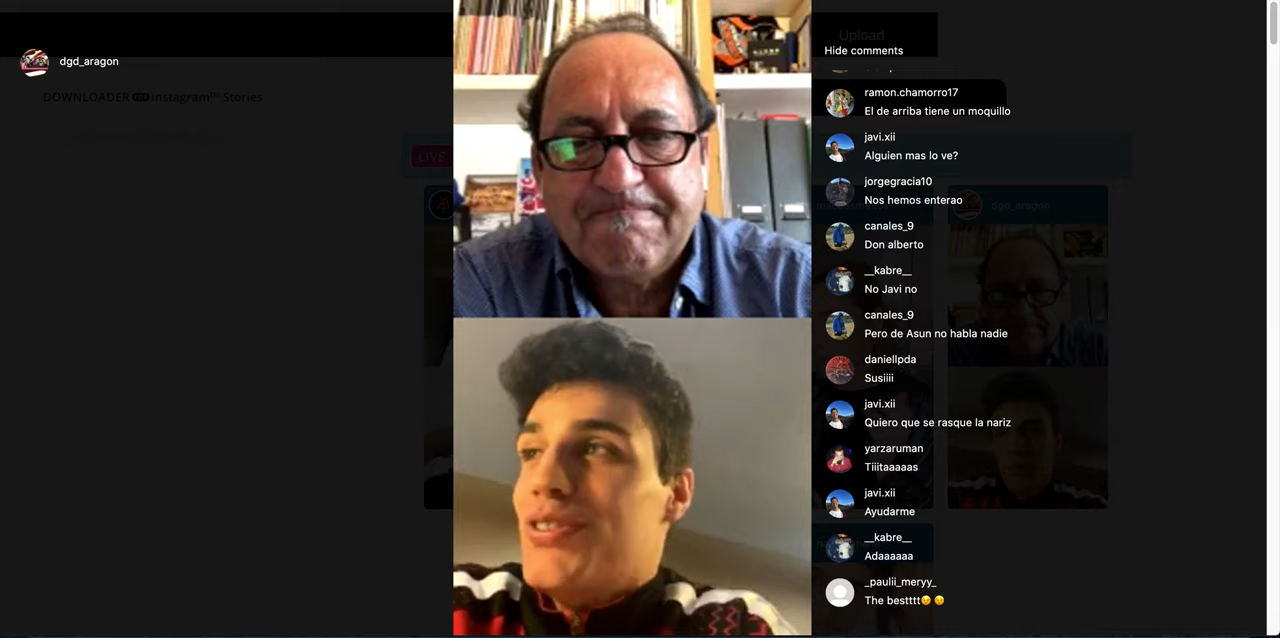 Upload
Hide comments
dgd_aragon
DOWNLOADER instagram™ Stories
ramon.chamorro17
El de arriba tiene un moquillo
LIVE
javi.xii
Alguien mas lo ve?
jorgegracia10
Nos hemos enterao
dgd_aragon
canales_9
Don alberto
__kabre__
No Javi no
canales_9
Pero de Asun no habla nadie
daniellpda
Susiiii
javi.xii
Quiero que se rasque la nariz
yarzaruman
Tiiitaaaaas
javi.xii
Ayudarme
__kabre__
Adaaaaaa
_paulii_meryy_
The besttttt😏 😏